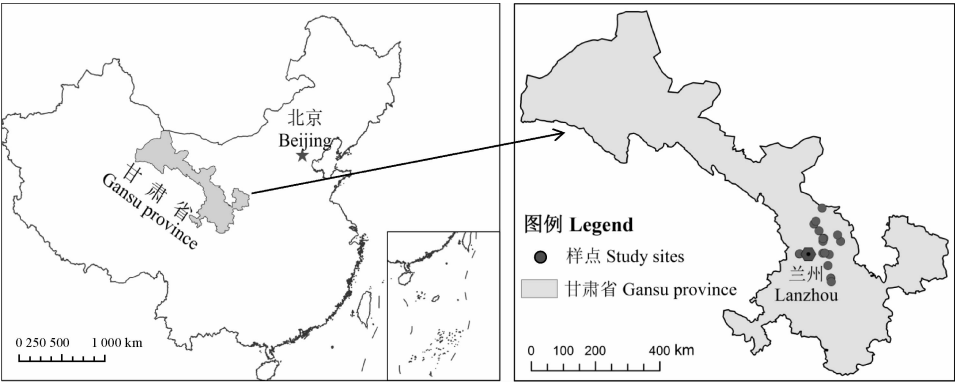 北京
Beijing
甘肃省
Gansu province
0 250 500 1 000 km
图例 Legend
样点 Study sites
甘肃省 Gansu province
兰州
Lanzhou
0 100 200 400 km